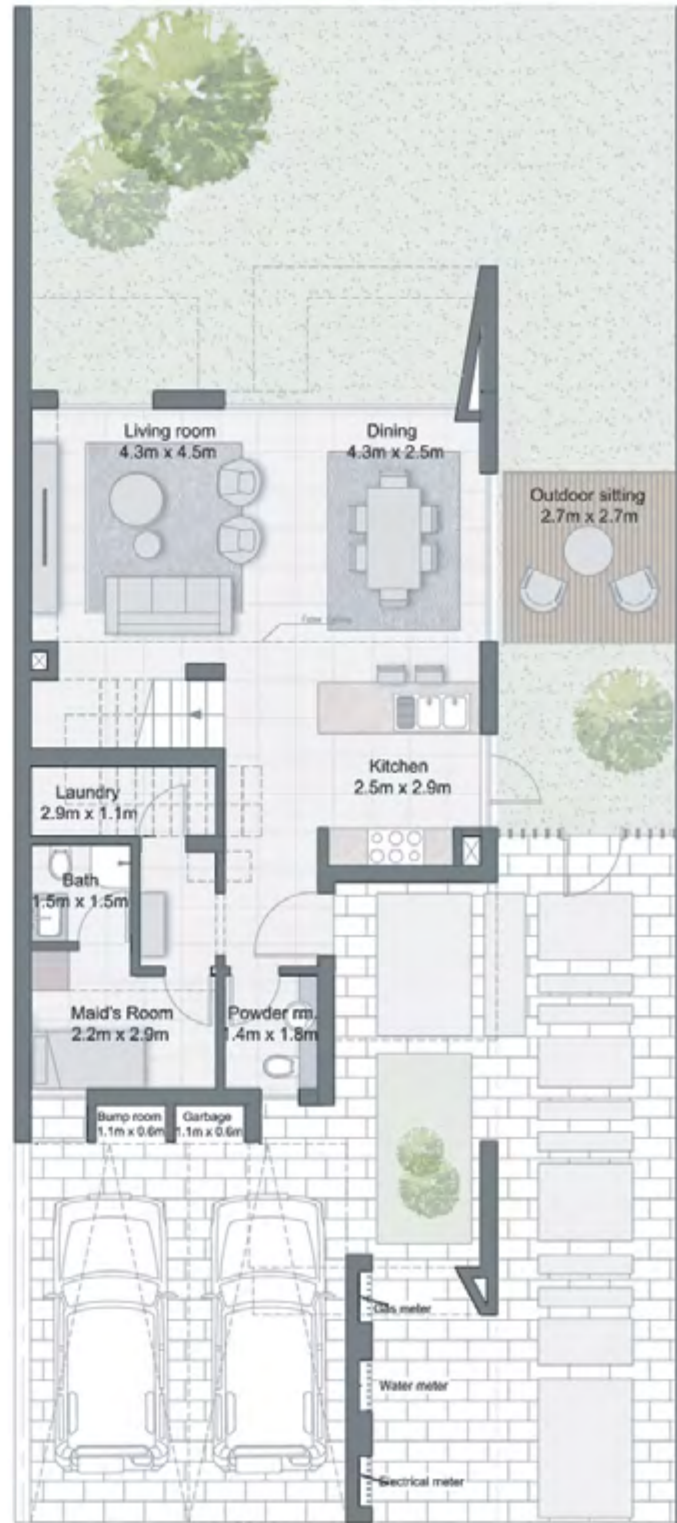 Living room
4.3m x 4.5m
Dining
4.3m x 2.5m
Outdoor sitting
2.7m x 2.7m
Kitchen
2.5m x 2.9m
Laundry
2.9m x 1.1m
Bath
1.5m x 1.5m
Maid's Room
2.2m x 2.9m
Powder rm.
1.4m x 1.8m
Bump room
1.1m x 0.6m
Garbage
1.1m x 0.6m
Gas meter
Water meter
Electrical meter